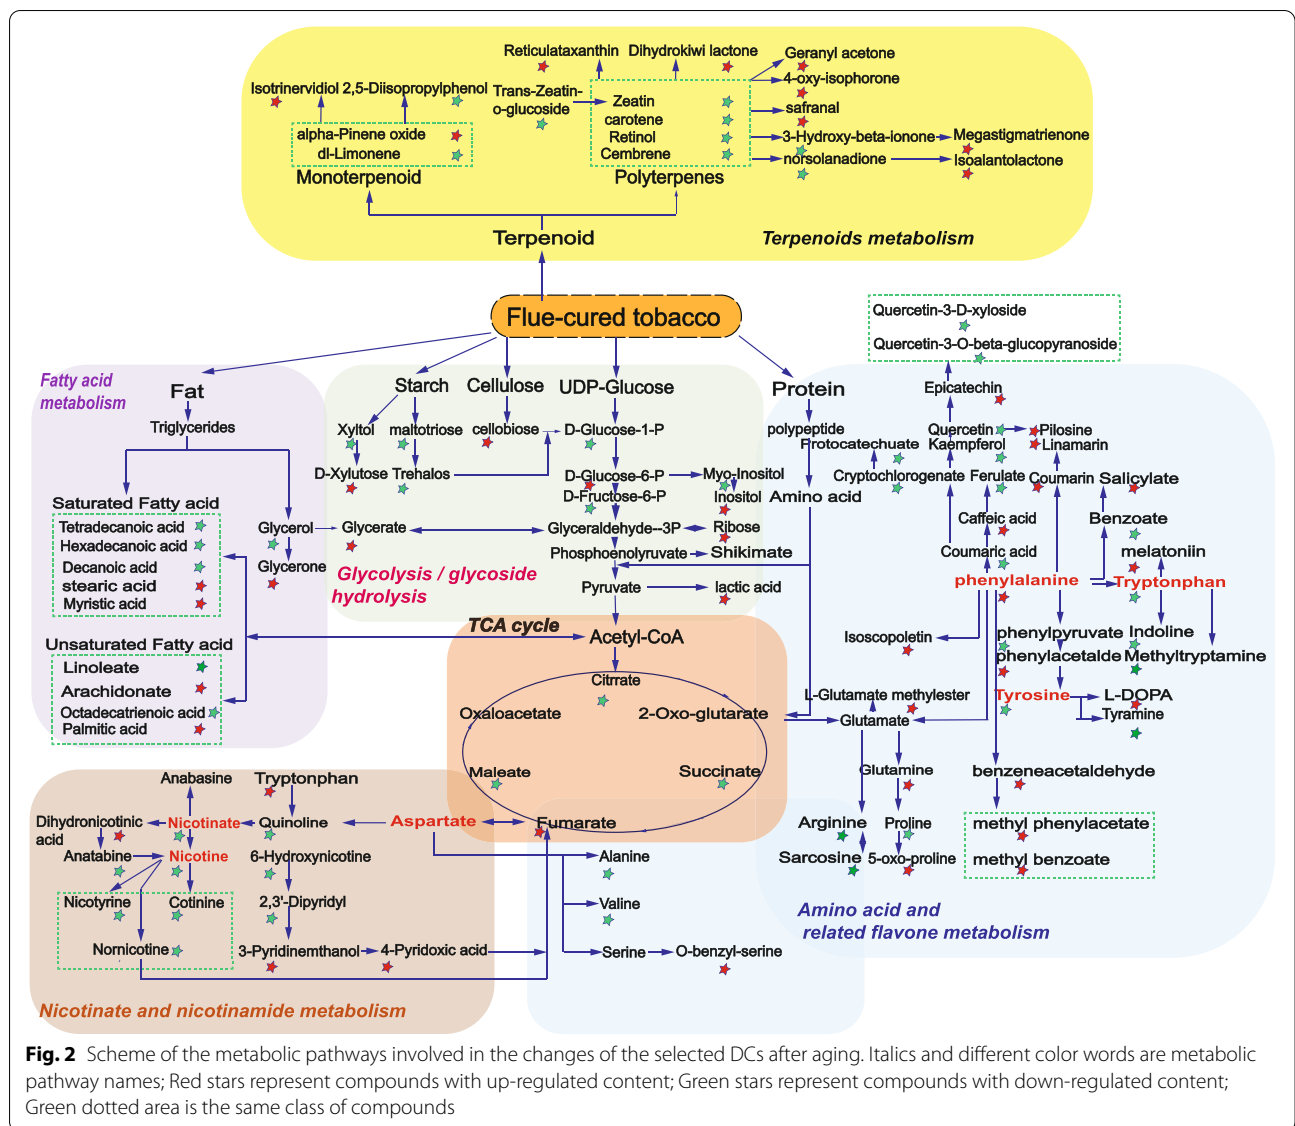 Reticulataxanthin
Dihydrokiwi lactone
Geranyl acetone
4-oxy-isophorone
Isotrinervidiol
2,5-Diisopropylphenol
Trans-Zeatin-
o-glucoside
Zeatin
carotene
Retinol
Cembrene
safranal
3-Hydroxy-beta-ionone
Megastigmatrienone
norsolanadione
Isoalantolactone
alpha-Pinene oxide
dl-Limonene
Monoterpenoid
Polyterpenes
Terpenoid
Terpenoids metabolism
Flue-cured tobacco
Quercetin-3-D-xyloside
Quercetin-3-O-beta-glucopyranoside
Fatty acid
metabolism
Fat
Triglycerides
Saturated Fatty acid
Tetradecanoic acid
Hexadecanoic acid
Decanoic acid
stearic acid
Myristic acid
Unsaturated Fatty acid
Linoleate
Arachidonate
Octadecatrienoic acid
Palmitic acid
Glycerol
Glycerone
Starch
Cellulose
UDP-Glucose
Xyltol
maltotriose
cellobiose
D-Glucose-1-P
D-Xylutose
Trehalos
D-Glucose-6-P
Myo-Inositol
D-Fructose-6-P
Inositol
Glycerate
Glyceraldehyde--3P
Ribose
Phosphoenolyruvate
Shikimate
Glycolysis / glycoside
hydrolysis
Pyruvate
lactic acid
Protein
polypeptide
Amino acid
Epicatechin
Quercetin
Pilosine
Protocatechuate
Kaempferol
Linamarin
Cryptochlorogenate
Ferulate
Coumarin
Salicylate
Caffeic acid
Benzoate
Coumaric acid
melatoniin
phenylalanine
Tryptonphan
Isoscopoletin
phenylpyruvate
Indoline
phenylacetalde
Methyltryptamine
L-Glutamate methylester
Tyrosine
L-DOPA
Glutamate
Tyramine
Glutamine
benzeneacetaldehyde
Arginine
Proline
methyl phenylacetate
Sarcosine
5-oxo-proline
methyl benzoate
Amino acid and
related flavone metabolism
TCA cycle
Acetyl-CoA
Citrrate
Oxaloacetate
2-Oxo-glutarate
Maleate
Succinate
Fumarate
Aspartate
Anabasine
Tryptonphan
Dihydronicotinic
acid
Nicotinate
Quinoline
Anatabine
Nicotine
6-Hydroxynicotine
Nicotyrine
Cotinine
2,3'-Dipyridyl
Nornicotine
3-Pyridinemthanol
4-Pyridoxic acid
Nicotinate and nicotinamide metabolism
Alanine
Valine
Serine
O-benzyl-serine
Fig. 2 Scheme of the metabolic pathways involved in the changes of the selected DCs after aging. Italics and different color words are metabolic
pathway names; Red stars represent compounds with up-regulated content; Green stars represent compounds with down-regulated content;
Green dotted area is the same class of compounds